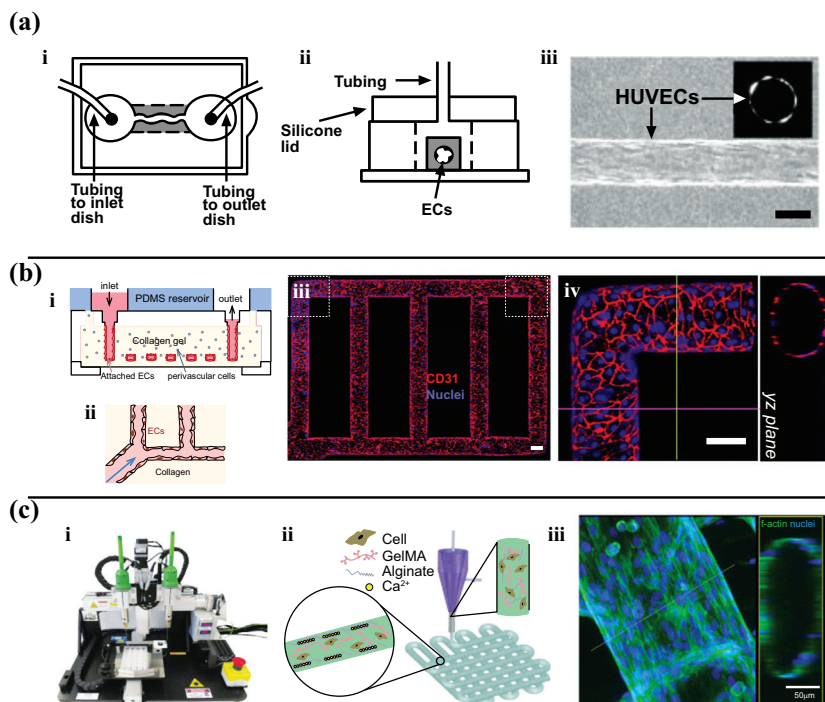 (a)
i
Tubing
to inlet
dish
Tubing
to outlet
dish
ii
Tubing
Silicone
lid
ECs
iii
HUVECs
(b)
i
inlet
PDMS reservoir
outlet
Collagen gel
Attached ECs
perivascular cells
ii
ECs
Collagen
iii
CD31
Nuclei
iv
yz plane
(c)
i
ii
Cell
GelMA
Alginate
Ca2+
iii
f-actin nuclei
50μm